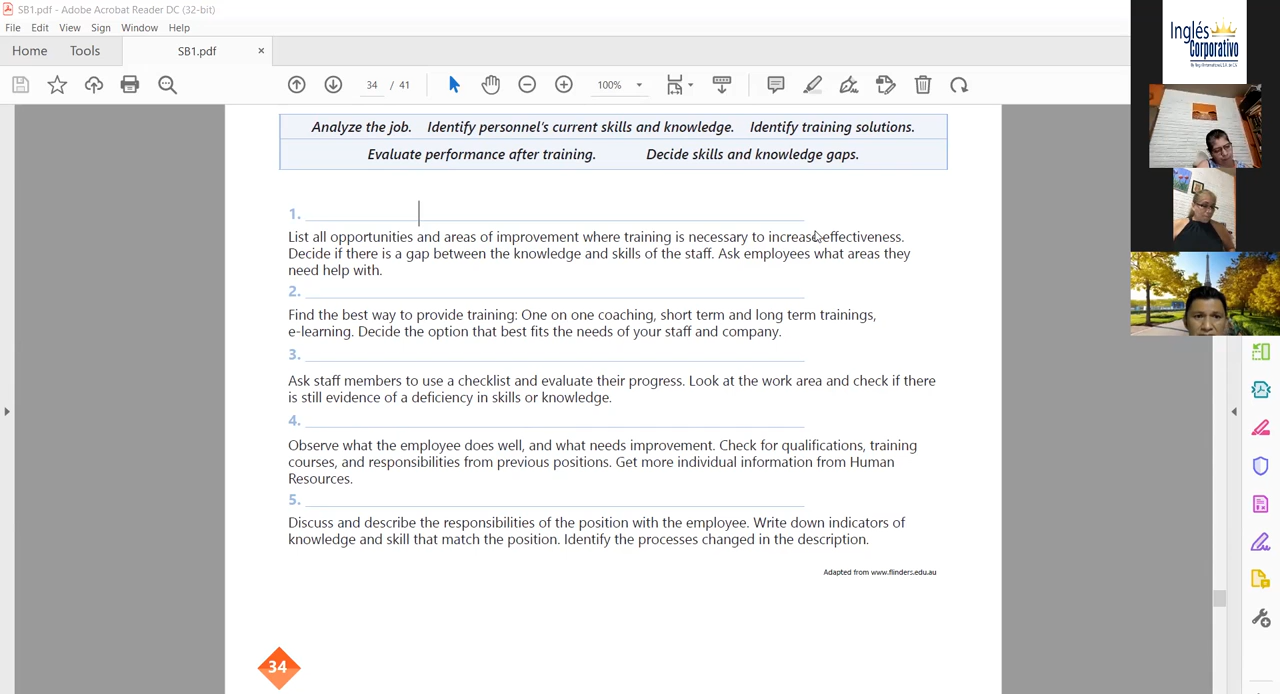 SB1.pdf - Adobe Acrobat Reader DC (32-bit)
File Edit View Sign Window Help
Home Tools SB1.pdf ×
34 / 41 100%
Inglés
Corporativo
Analyze the job. Identify personnel's current skills and knowledge. Identify training solutions.
Evaluate performance after training. Decide skills and knowledge gaps.
1.
List all opportunities and areas of improvement where training is necessary to increase effectiveness.
Decide if there is a gap between the knowledge and skills of the staff. Ask employees what areas they
need help with.
2.
Find the best way to provide training: One on one coaching, short term and long term trainings,
e-learning. Decide the option that best fits the needs of your staff and company.
3.
Ask staff members to use a checklist and evaluate their progress. Look at the work area and check if there
is still evidence of a deficiency in skills or knowledge.
4.
Observe what the employee does well, and what needs improvement. Check for qualifications, training
courses, and responsibilities from previous positions. Get more individual information from Human
Resources.
5.
Discuss and describe the responsibilities of the position with the employee. Write down indicators of
knowledge and skill that match the position. Identify the processes changed in the description.
Adapted from www.flinders.edu.au
34